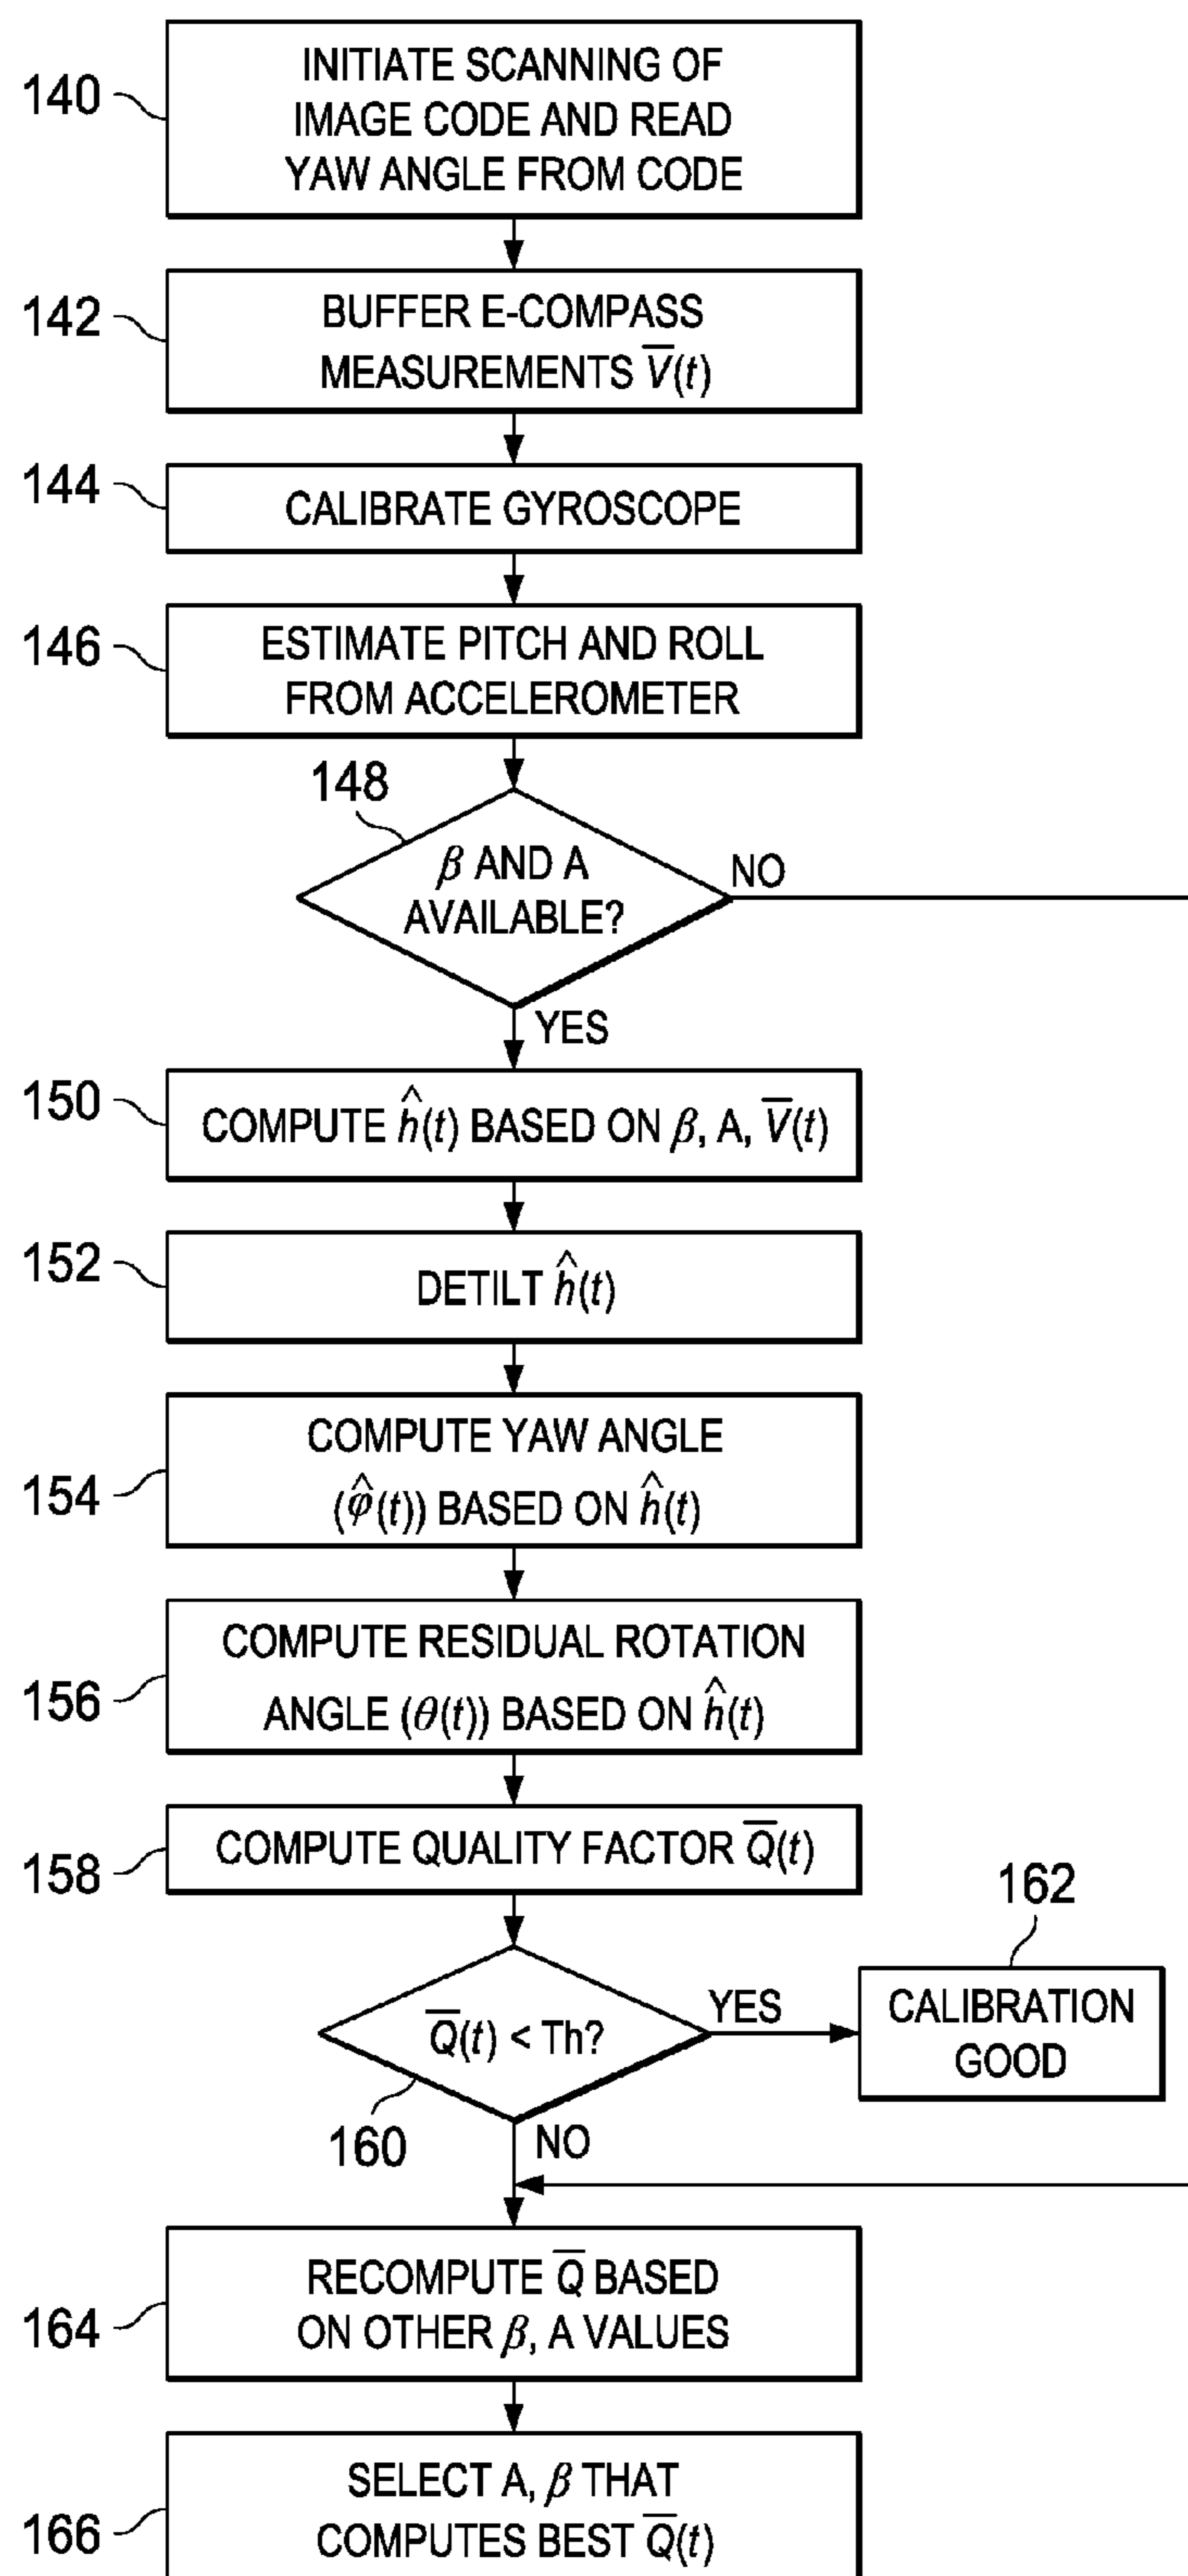 140
INITIATE SCANNING OF
IMAGE CODE AND READ
YAW ANGLE FROM CODE
142
BUFFER E-COMPASS
MEASUREMENTS V̅(t)
144
CALIBRATE GYROSCOPE
146
ESTIMATE PITCH AND ROLL
FROM ACCELEROMETER
148
β AND A
AVAILABLE?
NO
YES
150
COMPUTE ĥ(t) BASED ON β, A, V̅(t)
152
DETILT ĥ(t)
154
COMPUTE YAW ANGLE
(φ̂(t)) BASED ON ĥ(t)
156
COMPUTE RESIDUAL ROTATION
ANGLE (θ(t)) BASED ON ĥ(t)
158
COMPUTE QUALITY FACTOR Q̅(t)
160
Q̅(t) < Th?
YES
162
CALIBRATION
GOOD
NO
164
RECOMPUTE Q̅ BASED
ON OTHER β, A VALUES
166
SELECT A, β THAT
COMPUTES BEST Q̅(t)